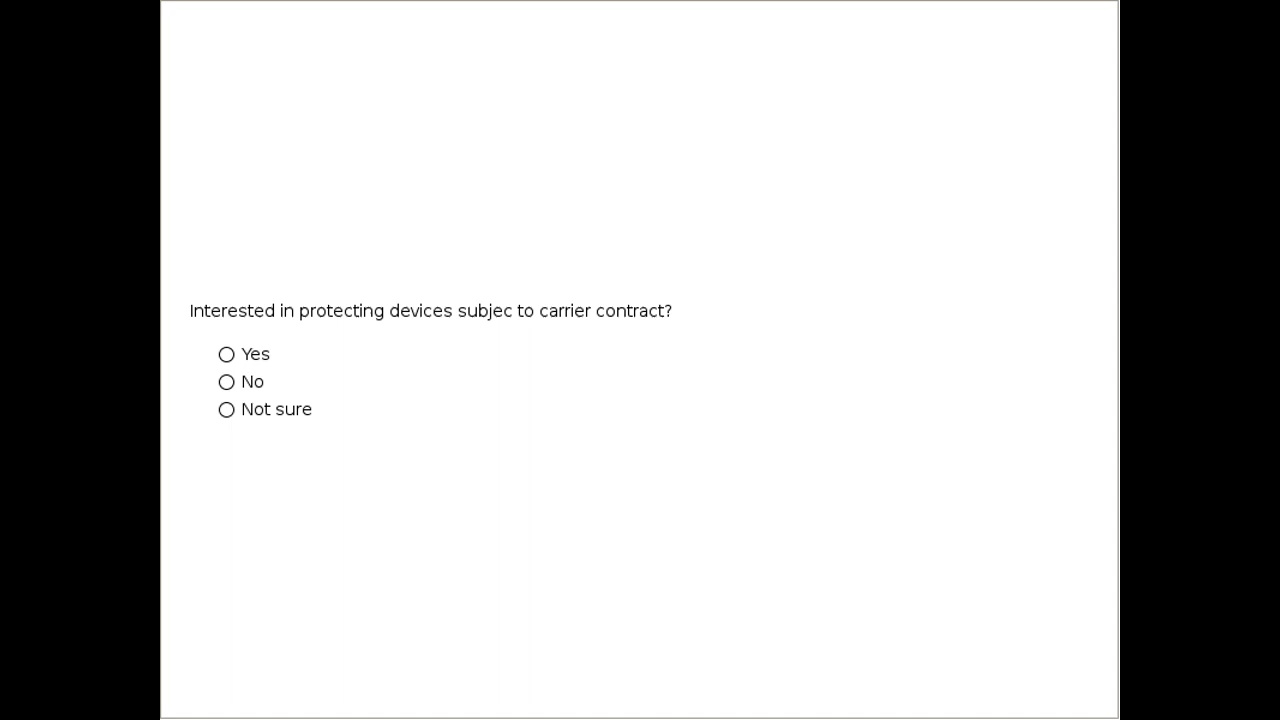 Interested in protecting devices subjec to carrier contract?
Yes
No
Not sure